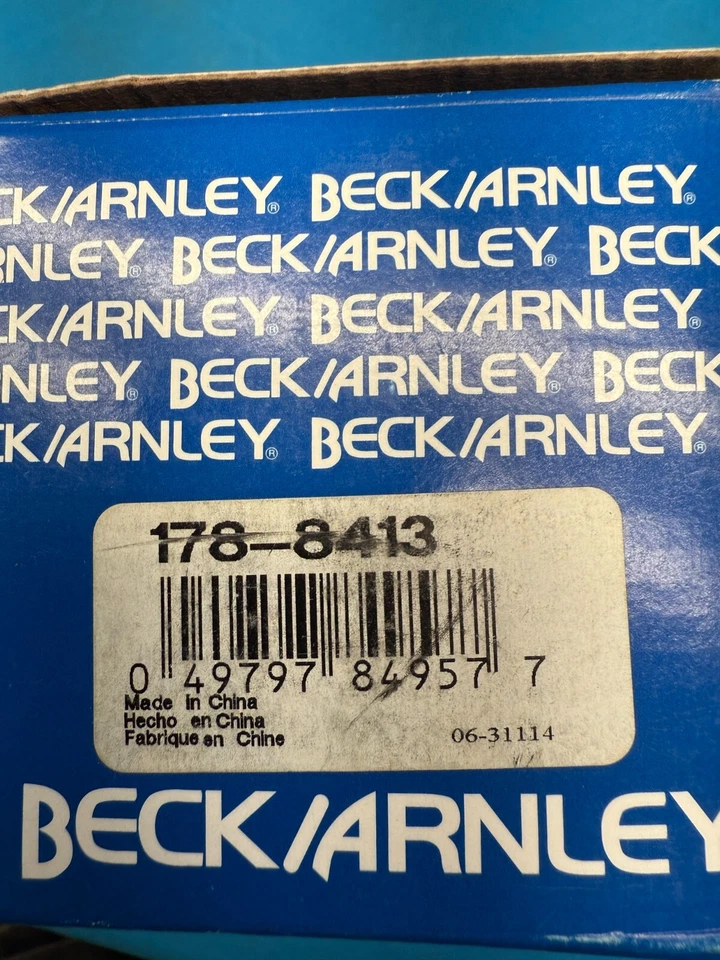 CK/ARNLEY® BECK/ARNLEY®
RNLEY® BECK/ARNLEY® BECK
CK/ARNLEY® BECK/ARNLEY®
RNLEY® BECK/ARNLEY® BECK
CK/ARNLEY® BECK/ARNLEY®
178-8413
0 49797 84957 7
Made in China
Hecho en China
Fabrique en Chine
06-31114
BECK/ARNLEY